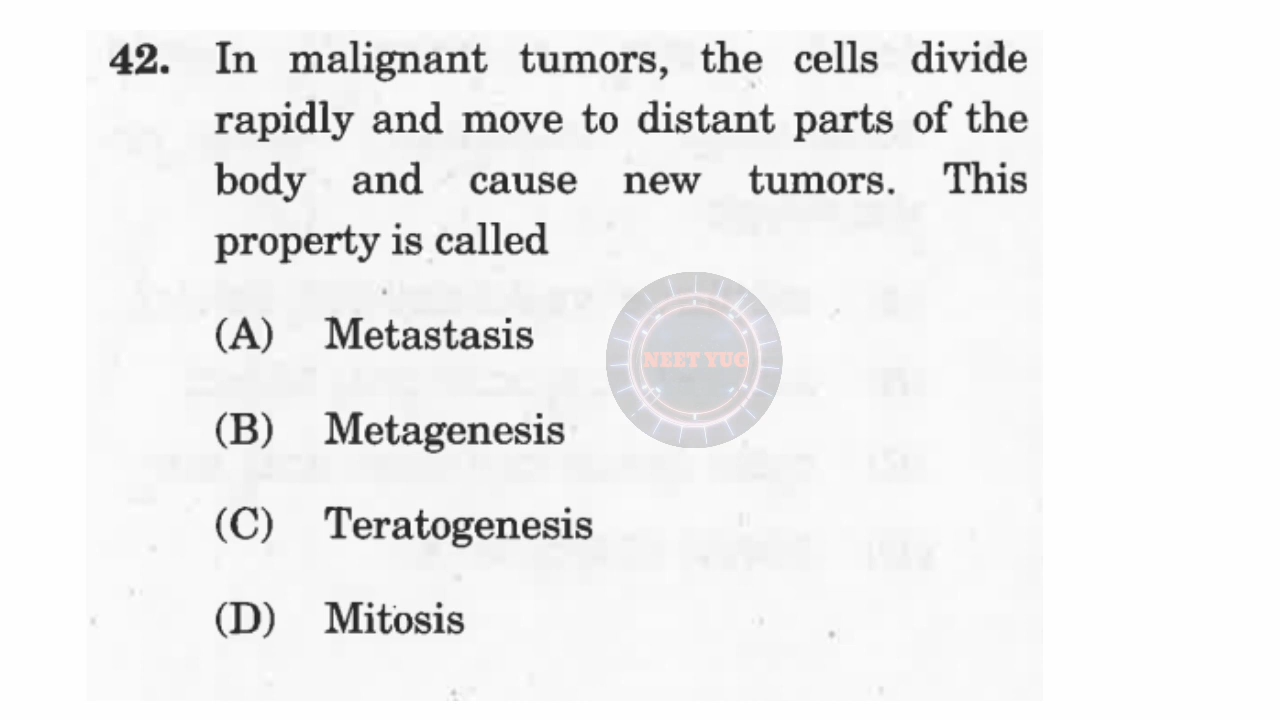 42. In malignant tumors, the cells divide
rapidly and move to distant parts of the
body and cause new tumors. This
property is called
(A) Metastasis
NEET YUG
(B) Metagenesis
(C) Teratogenesis
(D) Mitosis